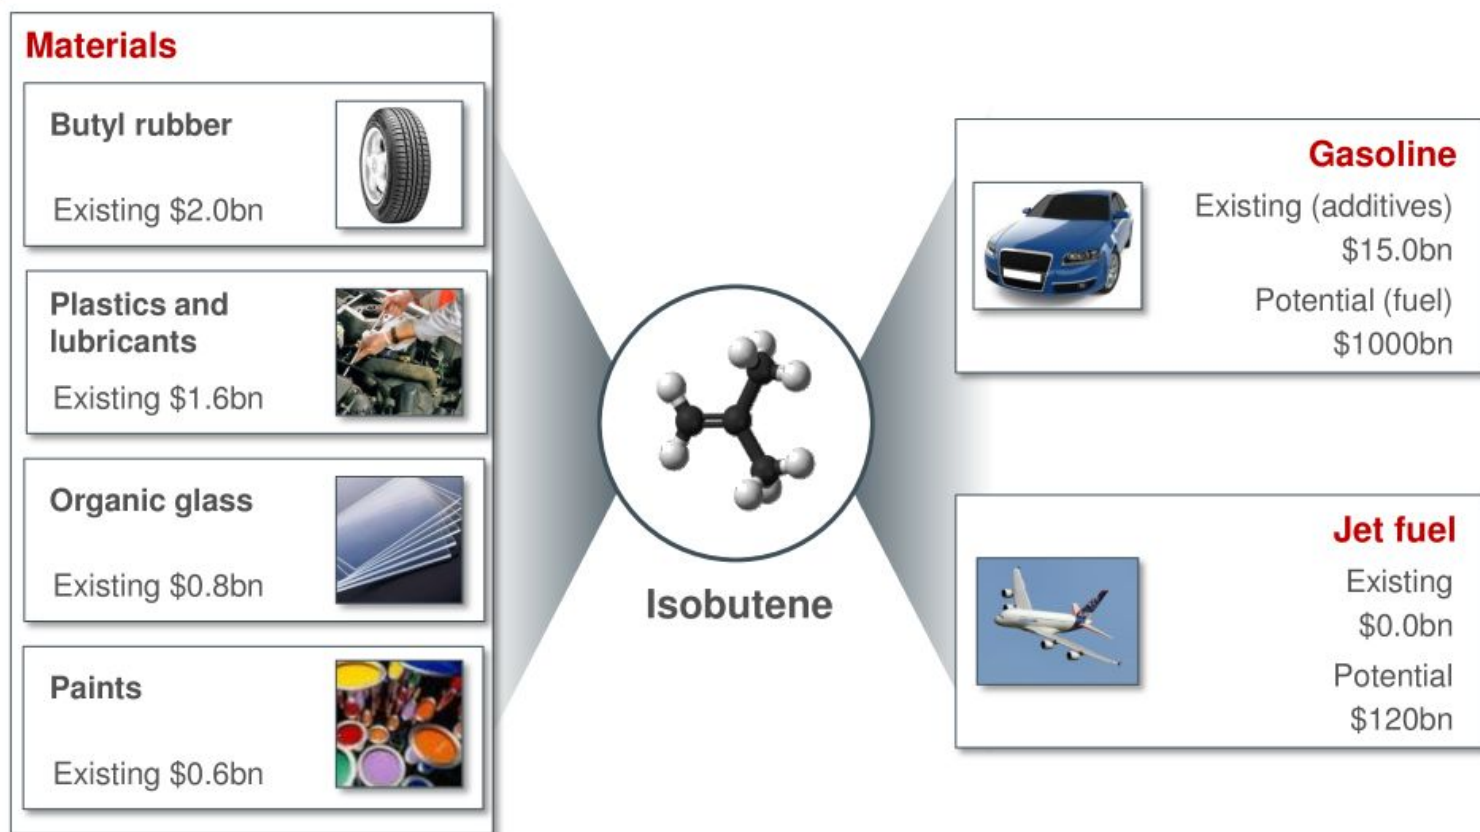 Materials
Butyl rubber
Existing $2.0bn
Plastics and
lubricants
Existing $1.6bn
Organic glass
Existing $0.8bn
Paints
Existing $0.6bn
Isobutene
Gasoline
Existing (additives)
$15.0bn
Potential (fuel)
$1000bn
Jet fuel
Existing
$0.0bn
Potential
$120bn